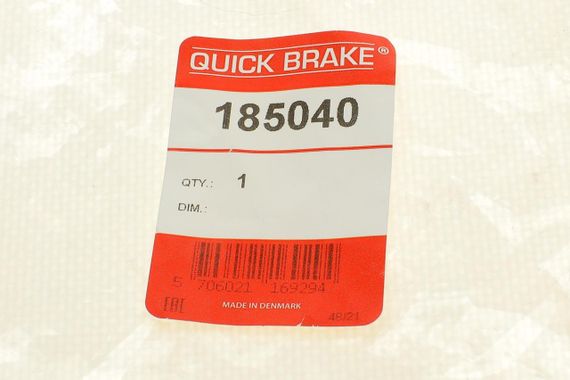 QUICK BRAKE®
185040
QTY.: 1
DIM.:
5 706021 169294
EAC
MADE IN DENMARK
48/21